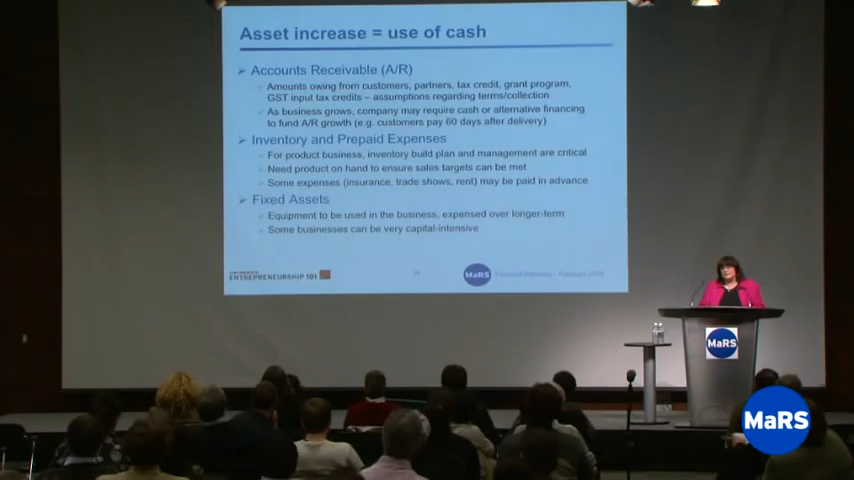 Asset increase = use of cash
Accounts Receivable (A/R)
Amounts owing from customers, partners, tax credit, grant program,
GST input tax credits – assumptions regarding terms/collection
As business grows, company may require cash or alternative financing
to fund A/R growth (e.g. customers pay 60 days after delivery)
Inventory and Prepaid Expenses
For product business, inventory build plan and management are critical
Need product on hand to ensure sales targets can be met
Some expenses (insurance, trade shows, rent) may be paid in advance
Fixed Assets
Equipment to be used in the business, expensed over longer-term
Some businesses can be very capital-intensive
ENTREPRENEURSHIP 101
MaRS
Financial Planning – February
MaRS
MaRS